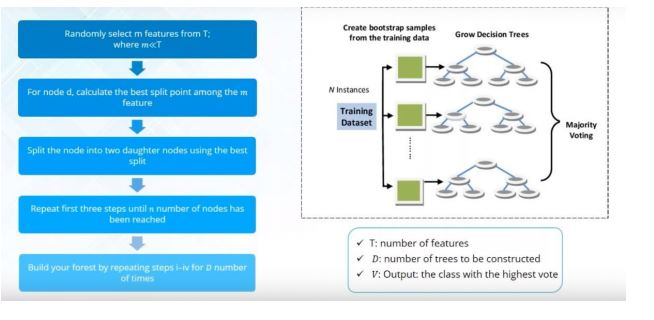 Randomly select m features from T;
where m≪T
For node d, calculate the best split point among the m
feature
Split the node into two daughter nodes using the best
split
Repeat first three steps until n number of nodes has
been reached
Build your forest by repeating steps i–iv for D number
of times
Create bootstrap samples
from the training data
Grow Decision Trees
N Instances
Training
Dataset
Majority
Voting
✓ T: number of features
✓ D: number of trees to be constructed
✓ V: Output: the class with the highest vote